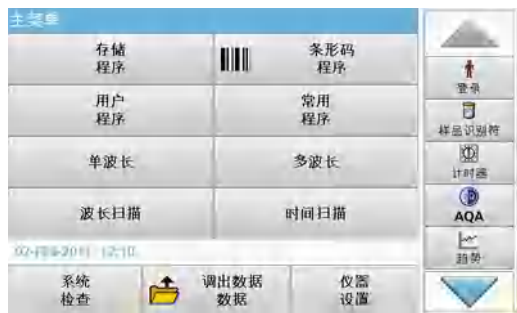 主菜单
存储
程序
条形码
程序
用户
程序
常用
程序
单波长
多波长
波长扫描
时间扫描
系统
检查
调出数据
数据
仪器
设置
登录
样品识别符
计时器
AQA
趋势